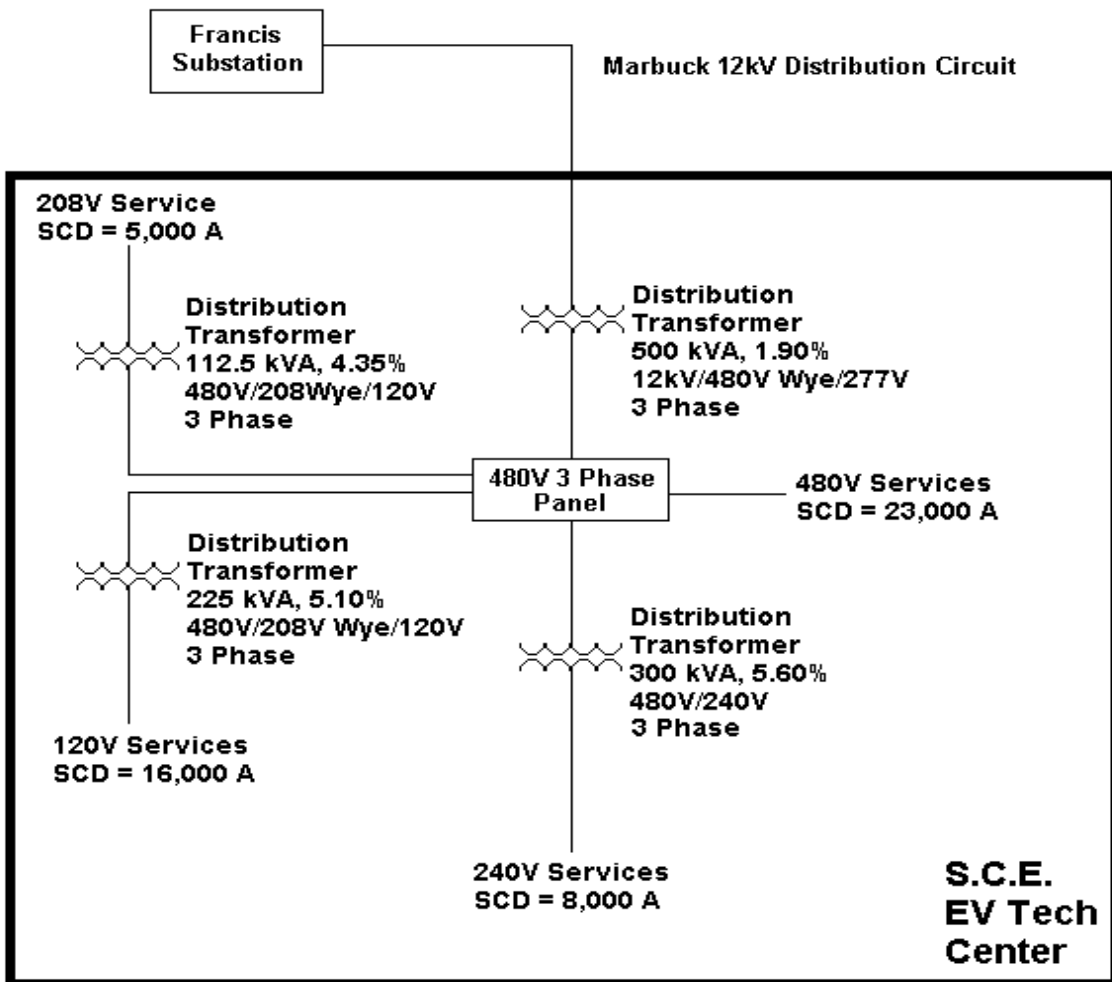 Francis
Substation
Marbuck 12kV Distribution Circuit
208V Service
SCD = 5,000 A
Distribution
Transformer
112.5 kVA, 4.35%
480V/208Wye/120V
3 Phase
Distribution
Transformer
500 kVA, 1.90%
12kV/480V Wye/277V
3 Phase
480V 3 Phase
Panel
480V Services
SCD = 23,000 A
Distribution
Transformer
225 kVA, 5.10%
480V/208V Wye/120V
3 Phase
Distribution
Transformer
300 kVA, 5.60%
480V/240V
3 Phase
120V Services
SCD = 16,000 A
240V Services
SCD = 8,000 A
S.C.E.
EV Tech
Center